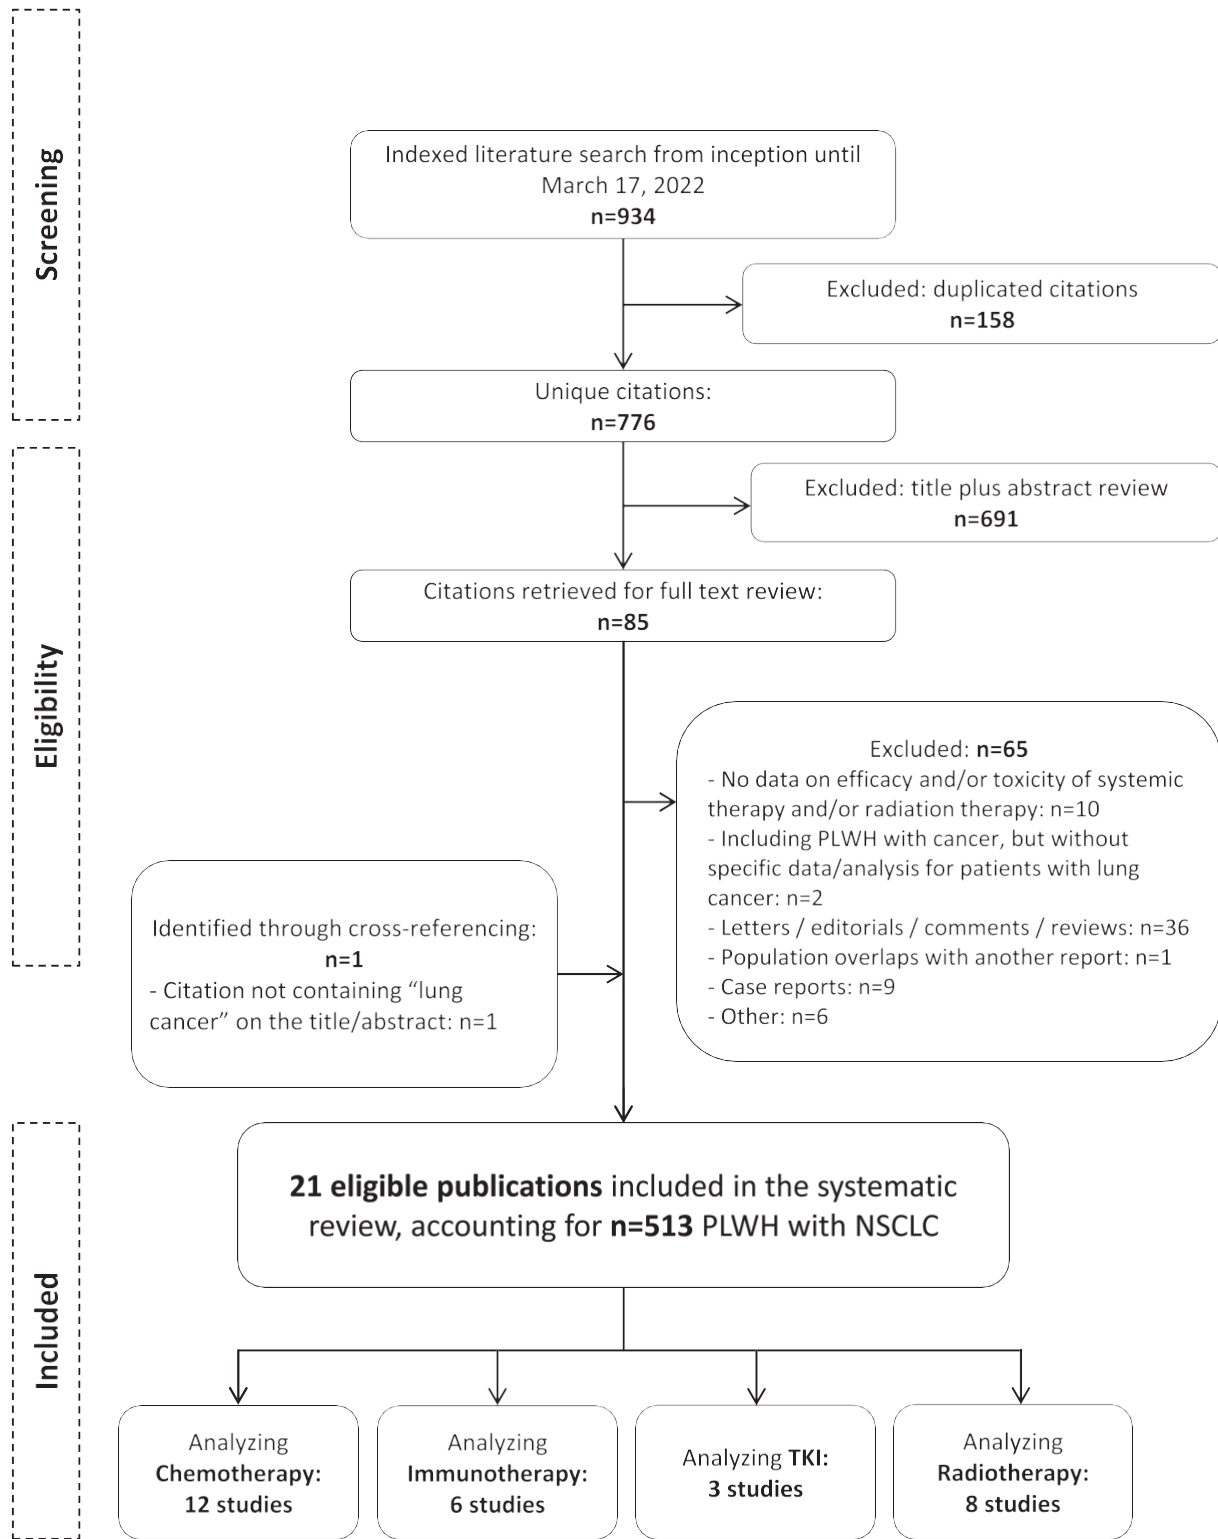 Screening
Indexed literature search from inception until
March 17, 2022
n=934
Excluded: duplicated citations
n=158
Unique citations:
n=776
Eligibility
Excluded: title plus abstract review
n=691
Citations retrieved for full text review:
n=85
Excluded: n=65
- No data on efficacy and/or toxicity of systemic
therapy and/or radiation therapy: n=10
- Including PLWH with cancer, but without
specific data/analysis for patients with lung
cancer: n=2
- Letters / editorials / comments / reviews: n=36
- Population overlaps with another report: n=1
- Case reports: n=9
- Other: n=6
Identified through cross-referencing:
n=1
- Citation not containing “lung
cancer” on the title/abstract: n=1
Included
21 eligible publications included in the systematic
review, accounting for n=513 PLWH with NSCLC
Analyzing
Chemotherapy:
12 studies
Analyzing
Immunotherapy:
6 studies
Analyzing TKI:
3 studies
Analyzing
Radiotherapy:
8 studies